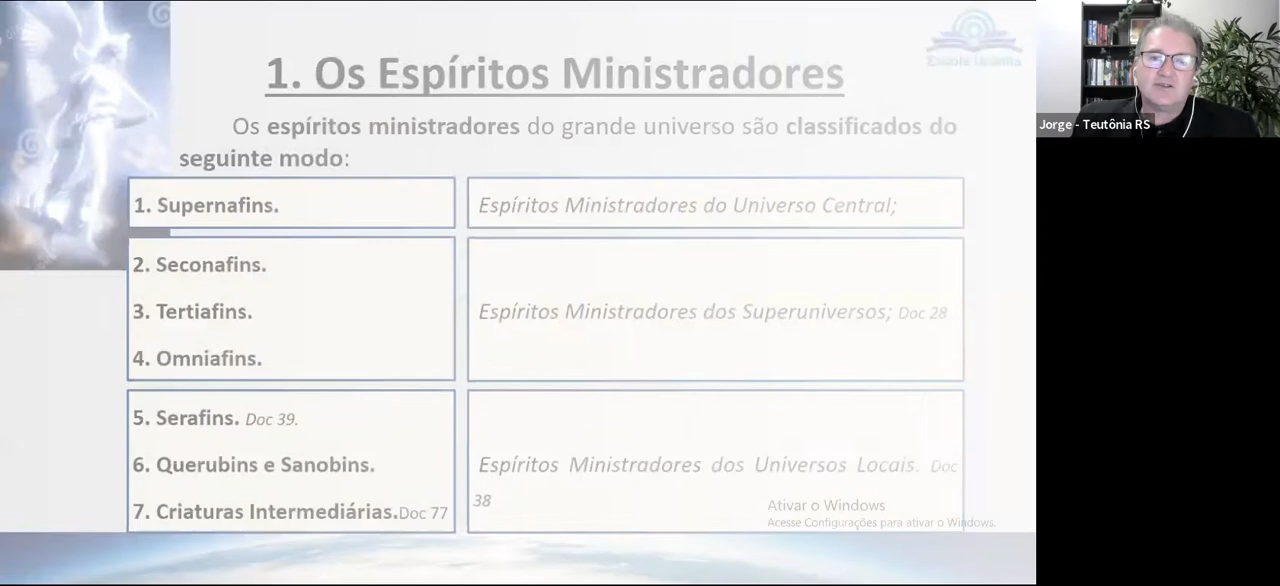 1. Os Espíritos Ministradores
Escola Urântia
Os espíritos ministradores do grande universo são classificados do
seguinte modo:
1. Supernafins.
Espíritos Ministradores do Universo Central;
2. Seconafins.
3. Tertiafins.
4. Omniafins.
Espíritos Ministradores dos Superuniversos; Doc 28
5. Serafins. Doc 39.
6. Querubins e Sanobins.
7. Criaturas Intermediárias.Doc 77
Espíritos Ministradores dos Universos Locais. Doc
38
Ativar o Windows
Acesse Configurações para ativar o Windows.
Jorge - Teutônia RS